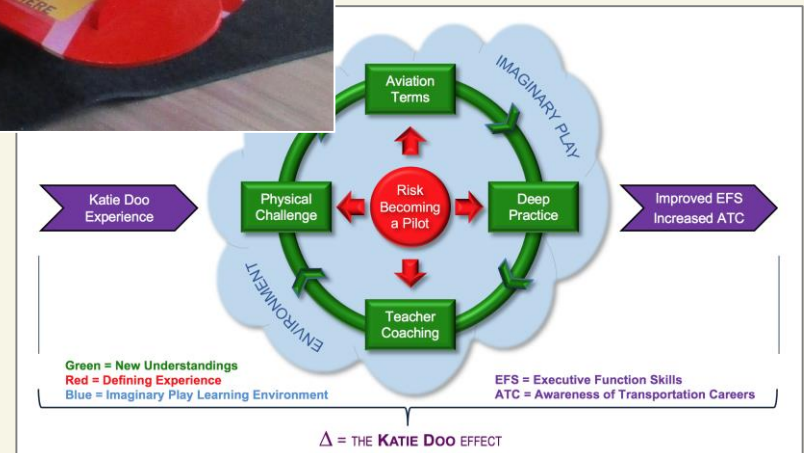 HERE
IMAGINARY PLAY
Aviation
Terms
Katie Doo
Experience
Physical
Challenge
Risk
Becoming
a Pilot
Deep
Practice
Improved EFS
Increased ATC
ENVIRONMENT
Teacher
Coaching
Green = New Understandings
Red = Defining Experience
Blue = Imaginary Play Learning Environment
EFS = Executive Function Skills
ATC = Awareness of Transportation Careers
Δ = THE KATIE DOO EFFECT